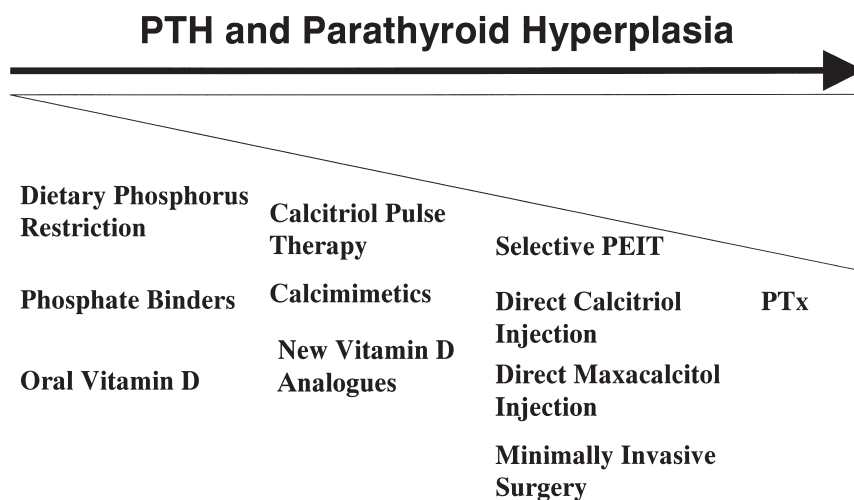 PTH and Parathyroid Hyperplasia
Dietary Phosphorus
Restriction
Phosphate Binders
Oral Vitamin D
Calcitriol Pulse
Therapy
Calcimimetics
New Vitamin D
Analogues
Selective PEIT
Direct Calcitriol
Injection
Direct Maxacalcitol
Injection
Minimally Invasive
Surgery
PTx